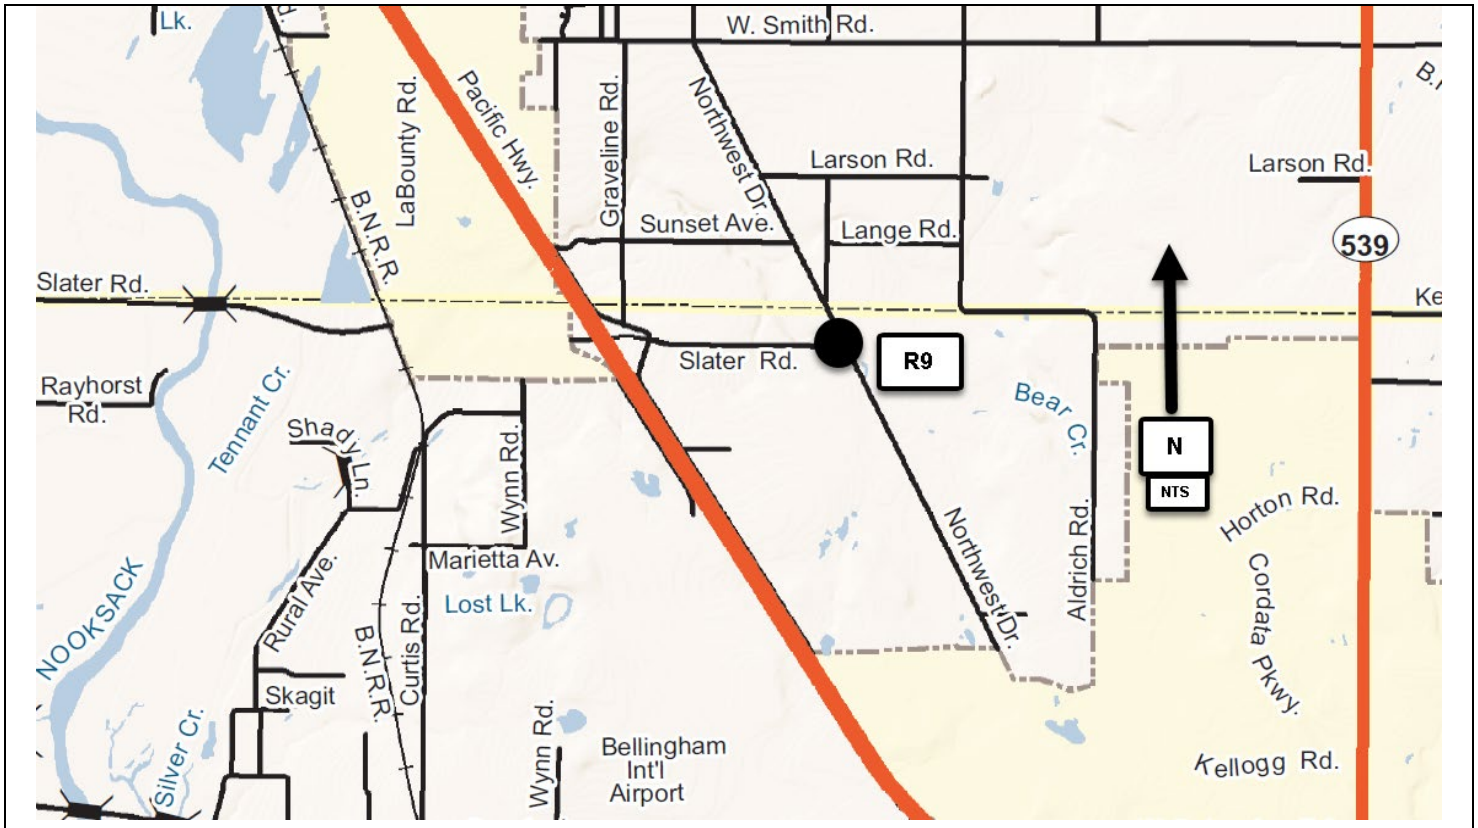 Lk.
d.
W. Smith Rd.
LaBounty Rd.
Pacific Hwy.
Graveline Rd.
Northwest Dr.
B.
Larson Rd.
Larson Rd.
B.N.R.R.
Sunset Ave.
Lange Rd.
539
Slater Rd.
Ke
Slater Rd.
R9
Rayhorst
Rd.
Tennant Cr.
Shady Ln.
Bear Cr.
N
NTS
Wynn Rd.
Horton Rd.
Northwest Dr.
Aldrich Rd.
Marietta Av.
Lost Lk.
Cordata Pkwy.
NOOKSACK
Rural Ave.
B.N.R.R.
Curtis Rd.
Skagit
Silver Cr.
Wynn Rd.
Bellingham
Int'l
Airport
Kellogg Rd.